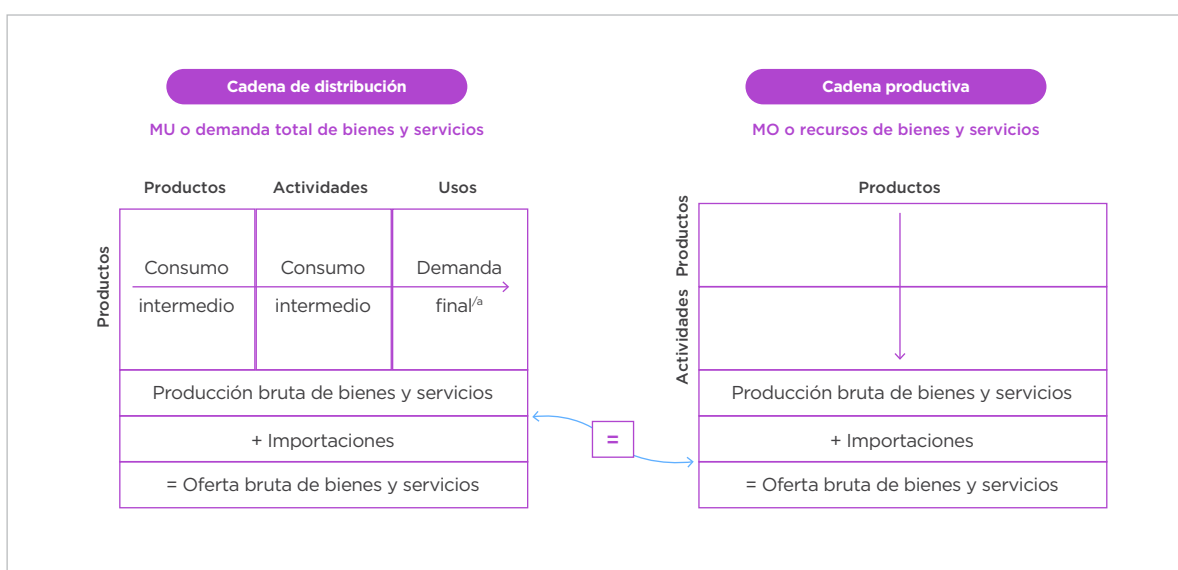 Cadena de distribución
MU o demanda total de bienes y servicios
Productos Actividades Usos
Productos
Consumo Consumo Demanda
intermedio intermedio final/a
Producción bruta de bienes y servicios
+ Importaciones
= Oferta bruta de bienes y servicios
=
Cadena productiva
MO o recursos de bienes y servicios
Productos
Productos
Actividades
Producción bruta de bienes y servicios
+ Importaciones
= Oferta bruta de bienes y servicios